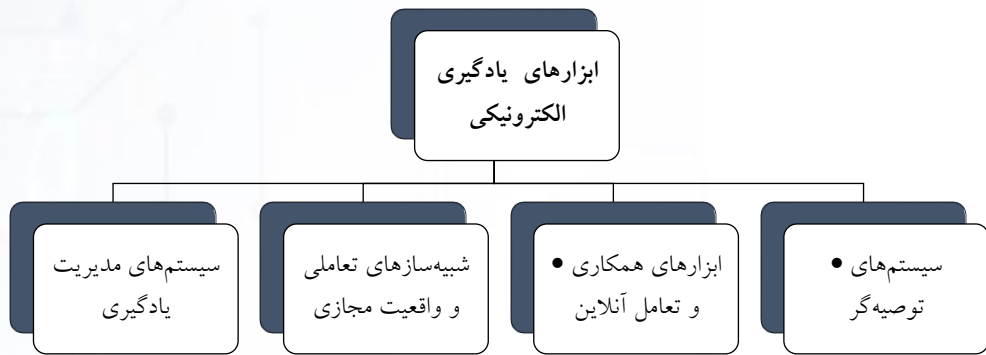 ابزارهای یادگیری
الکترونیکی
• سیستم‌های
توصیه‌گر
• ابزارهای همکاری
و تعامل آنلاین
شبیه‌سازهای تعاملی
و واقعیت مجازی
سیستم‌های مدیریت
یادگیری